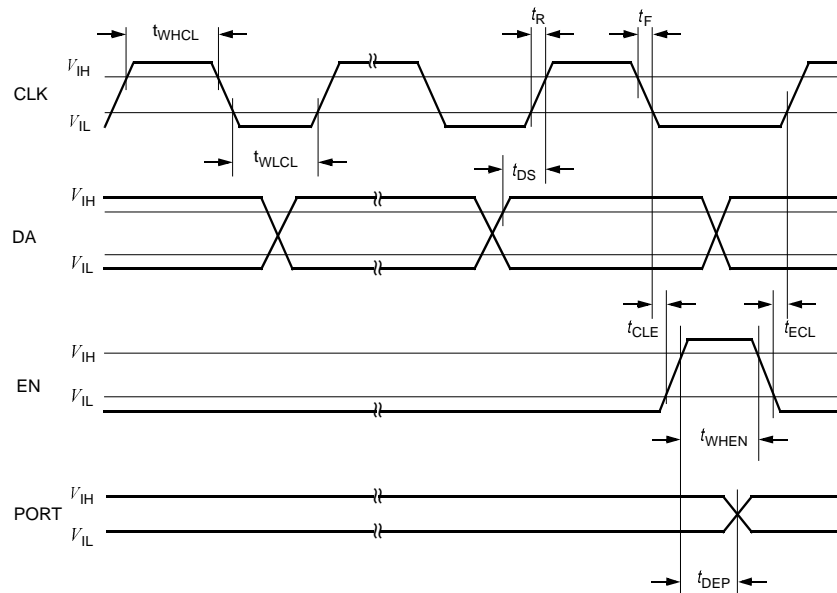 tWHCL
tR
tF
VIH
CLK
VIL
tWLCL
tDS
VIH
DA
VIL
tCLE
tECL
VIH
EN
VIL
tWHEN
VIH
PORT
VIL
tDEP